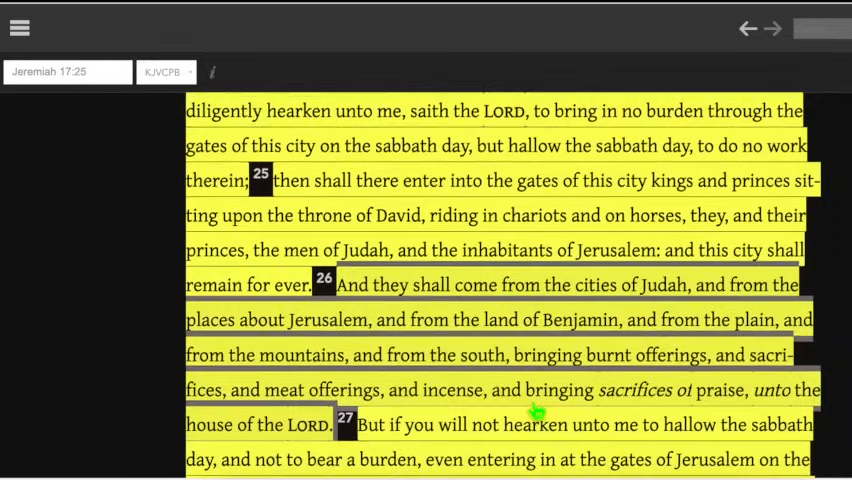 Jeremiah 17:25 KJVCPB i
diligently hearken unto me, saith the LORD, to bring in no burden through the
gates of this city on the sabbath day, but hallow the sabbath day, to do no work
therein; 25 then shall there enter into the gates of this city kings and princes sit-
ting upon the throne of David, riding in chariots and on horses, they, and their
princes, the men of Judah, and the inhabitants of Jerusalem: and this city shall
remain for ever. 26 And they shall come from the cities of Judah, and from the
places about Jerusalem, and from the land of Benjamin, and from the plain, and
from the mountains, and from the south, bringing burnt offerings, and sacri-
fices, and meat offerings, and incense, and bringing sacrifices of praise, unto the
house of the LORD. 27 But if you will not hearken unto me to hallow the sabbath
day, and not to bear a burden, even entering in at the gates of Jerusalem on the